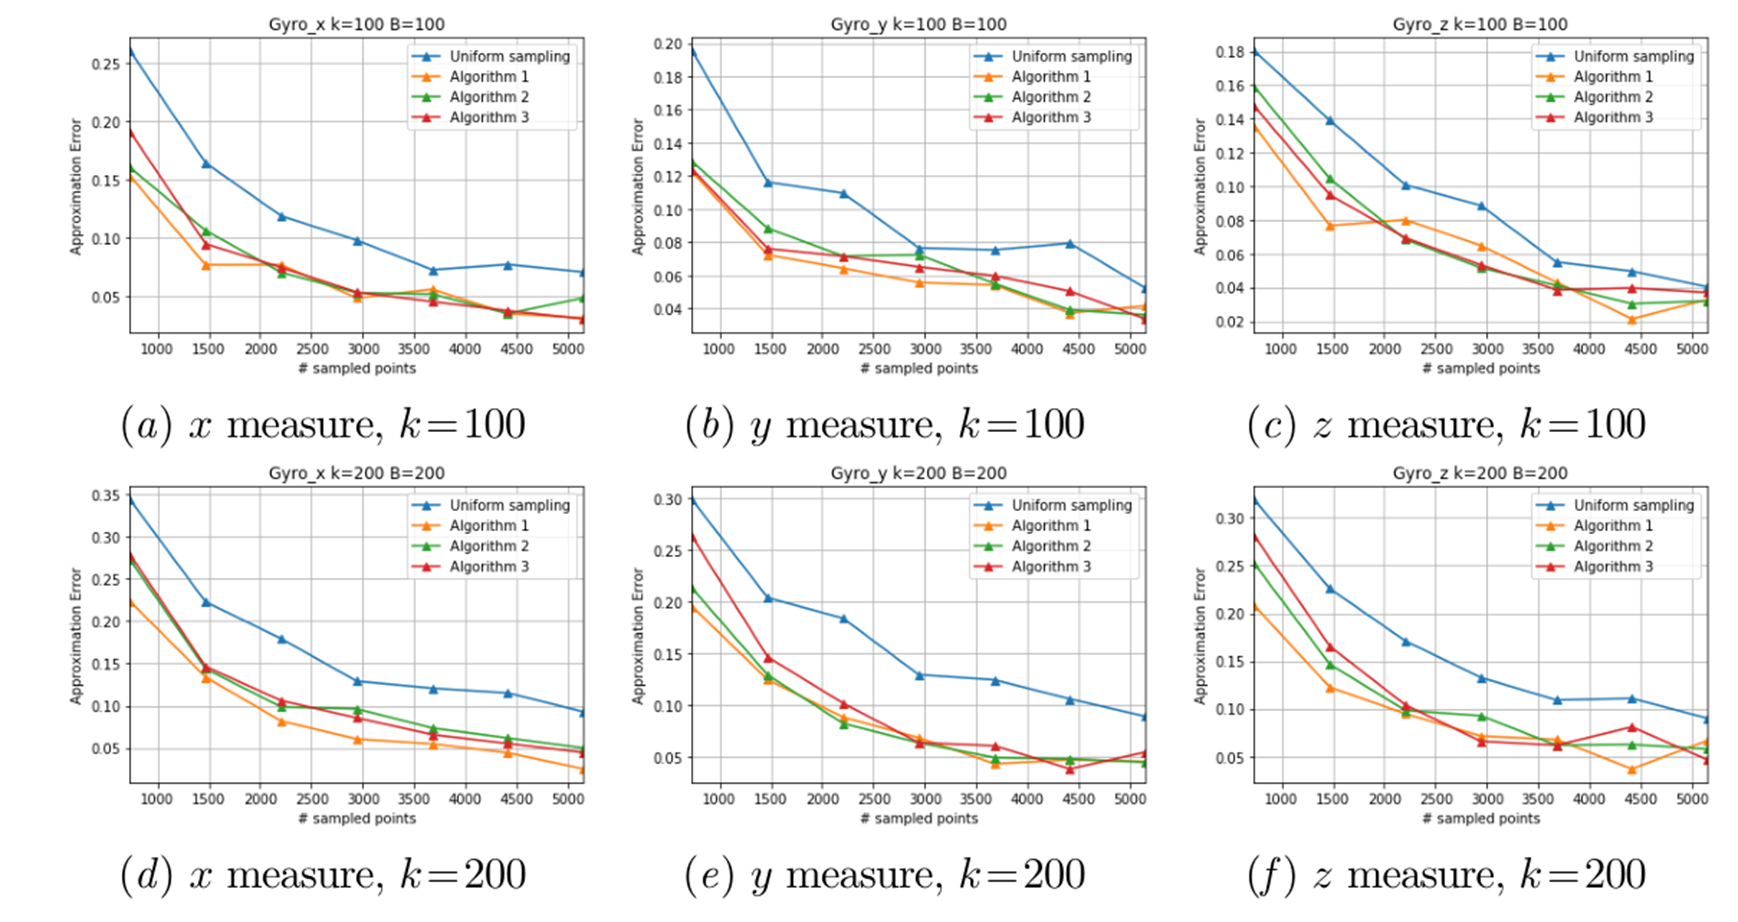 Gyro_x k=100 B=100
Approximation Error
0.25
0.20
0.15
0.10
0.05
Uniform sampling
Algorithm 1
Algorithm 2
Algorithm 3
1000 1500 2000 2500 3000 3500 4000 4500 5000
# sampled points
(a) x measure, k=100
Gyro_y k=100 B=100
Approximation Error
0.20
0.18
0.16
0.14
0.12
0.10
0.08
0.06
0.04
Uniform sampling
Algorithm 1
Algorithm 2
Algorithm 3
1000 1500 2000 2500 3000 3500 4000 4500 5000
# sampled points
(b) y measure, k=100
Gyro_z k=100 B=100
Approximation Error
0.18
0.16
0.14
0.12
0.10
0.08
0.06
0.04
0.02
Uniform sampling
Algorithm 1
Algorithm 2
Algorithm 3
1000 1500 2000 2500 3000 3500 4000 4500 5000
# sampled points
(c) z measure, k=100
Gyro_x k=200 B=200
Approximation Error
0.35
0.30
0.25
0.20
0.15
0.10
0.05
Uniform sampling
Algorithm 1
Algorithm 2
Algorithm 3
1000 1500 2000 2500 3000 3500 4000 4500 5000
# sampled points
(d) x measure, k=200
Gyro_y k=200 B=200
Approximation Error
0.30
0.25
0.20
0.15
0.10
0.05
Uniform sampling
Algorithm 1
Algorithm 2
Algorithm 3
1000 1500 2000 2500 3000 3500 4000 4500 5000
# sampled points
(e) y measure, k=200
Gyro_z k=200 B=200
Approximation Error
0.30
0.25
0.20
0.15
0.10
0.05
Uniform sampling
Algorithm 1
Algorithm 2
Algorithm 3
1000 1500 2000 2500 3000 3500 4000 4500 5000
# sampled points
(f) z measure, k=200